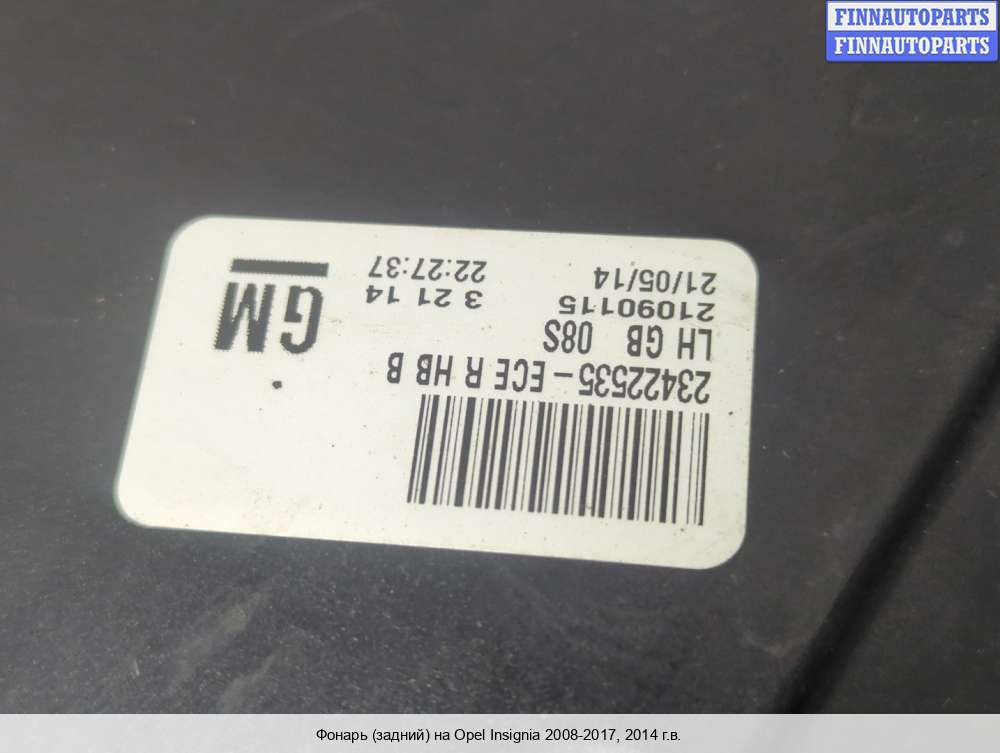 FINNAUTOPARTS
FINNAUTOPARTS
23422535-ECE R HB B
LH GB 08S
21090115 3 21 14
21/05/14 22:27:37
GM
Фонарь (задний) на Opel Insignia 2008-2017, 2014 г.в.